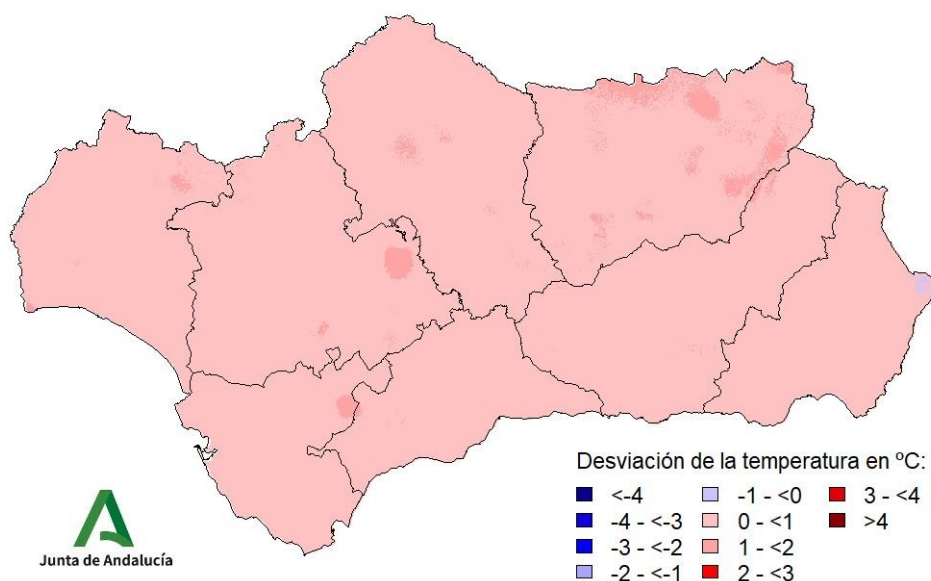 Desviación de la temperatura en ºC:
<-4 -1 - <0 3 - <4
-4 - <-3 0 - <1 >4
-3 - <-2 1 - <2
-2 - <-1 2 - <3
Junta de Andalucía